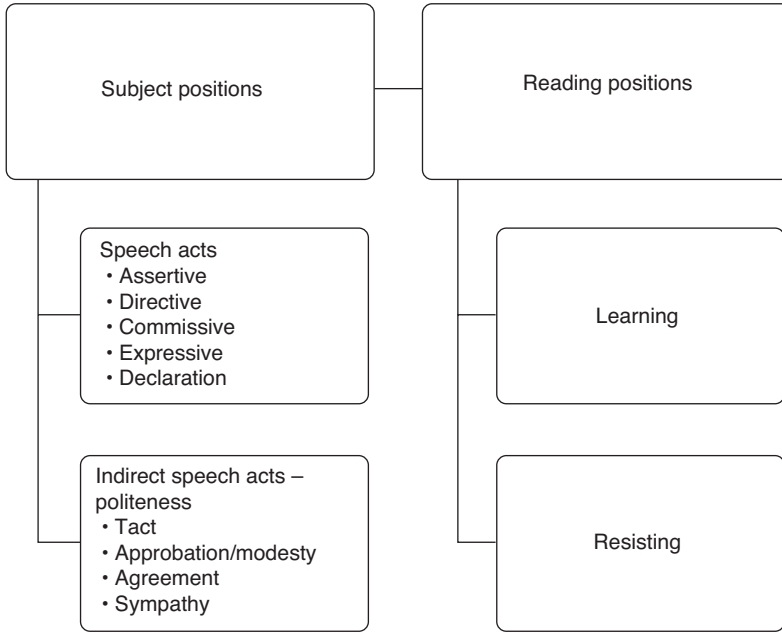 Subject positions
Reading positions
Speech acts
• Assertive
• Directive
• Commissive
• Expressive
• Declaration
Learning
Indirect speech acts –
politeness
• Tact
• Approbation/modesty
• Agreement
• Sympathy
Resisting